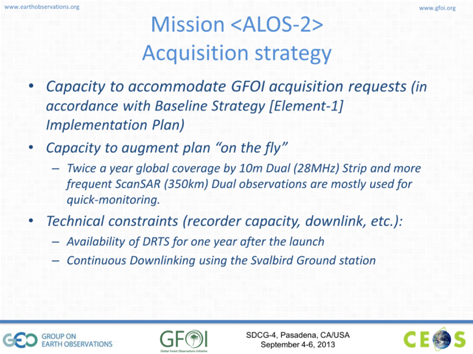 www.earthobservations.org
www.gfoi.org
Mission <ALOS-2>
Acquisition strategy
• Capacity to accommodate GFOI acquisition requests (in
accordance with Baseline Strategy [Element-1]
Implementation Plan)
• Capacity to augment plan “on the fly”
– Twice a year global coverage by 10m Dual (28MHz) Strip and more
frequent ScanSAR (350km) Dual observations are mostly used for
quick-monitoring.
• Technical constraints (recorder capacity, downlink, etc.):
– Availability of DRTS for one year after the launch
– Continuous Downlinking using the Svalbird Ground station
GEO GROUP ON
EARTH OBSERVATIONS
GFOI
Global Forest Observations Initiative
SDCG-4, Pasadena, CA/USA
September 4-6, 2013
CEOS